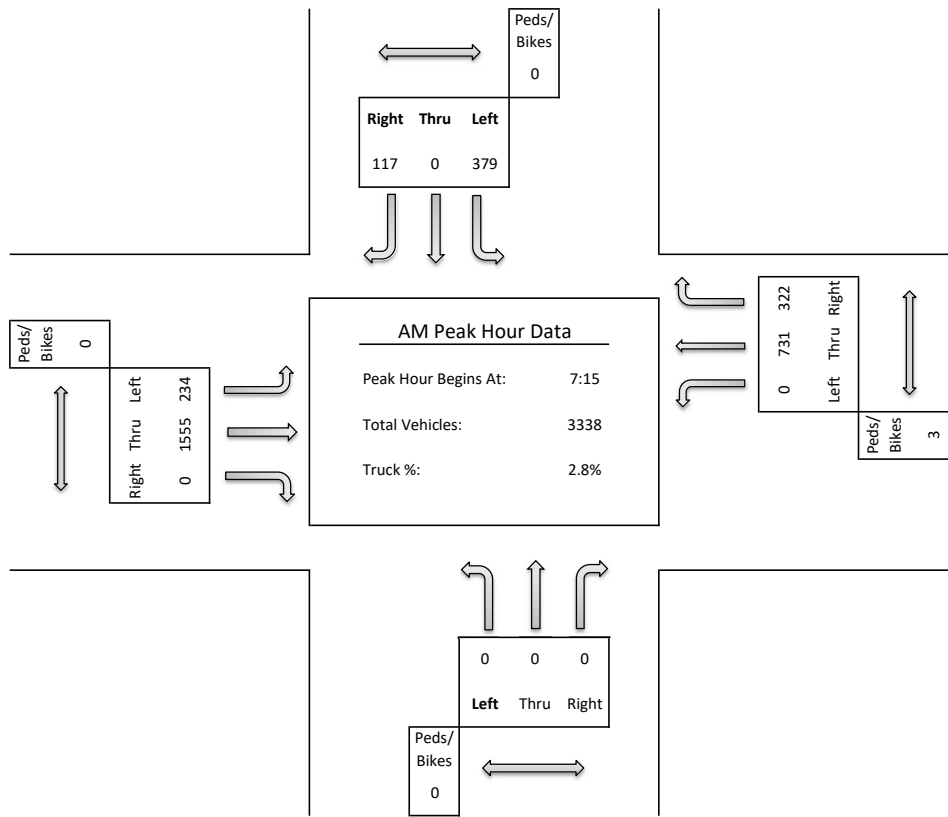 Peds/
Bikes
0
Right Thru Left
117 0 379
AM Peak Hour Data
Peak Hour Begins At: 7:15
Total Vehicles: 3338
Truck %: 2.8%
Peds/
Bikes
0
Right Thru Left
0 1555 234
0 731 322
Left Thru Right
Peds/
Bikes
3
0 0 0
Left Thru Right
Peds/
Bikes
0